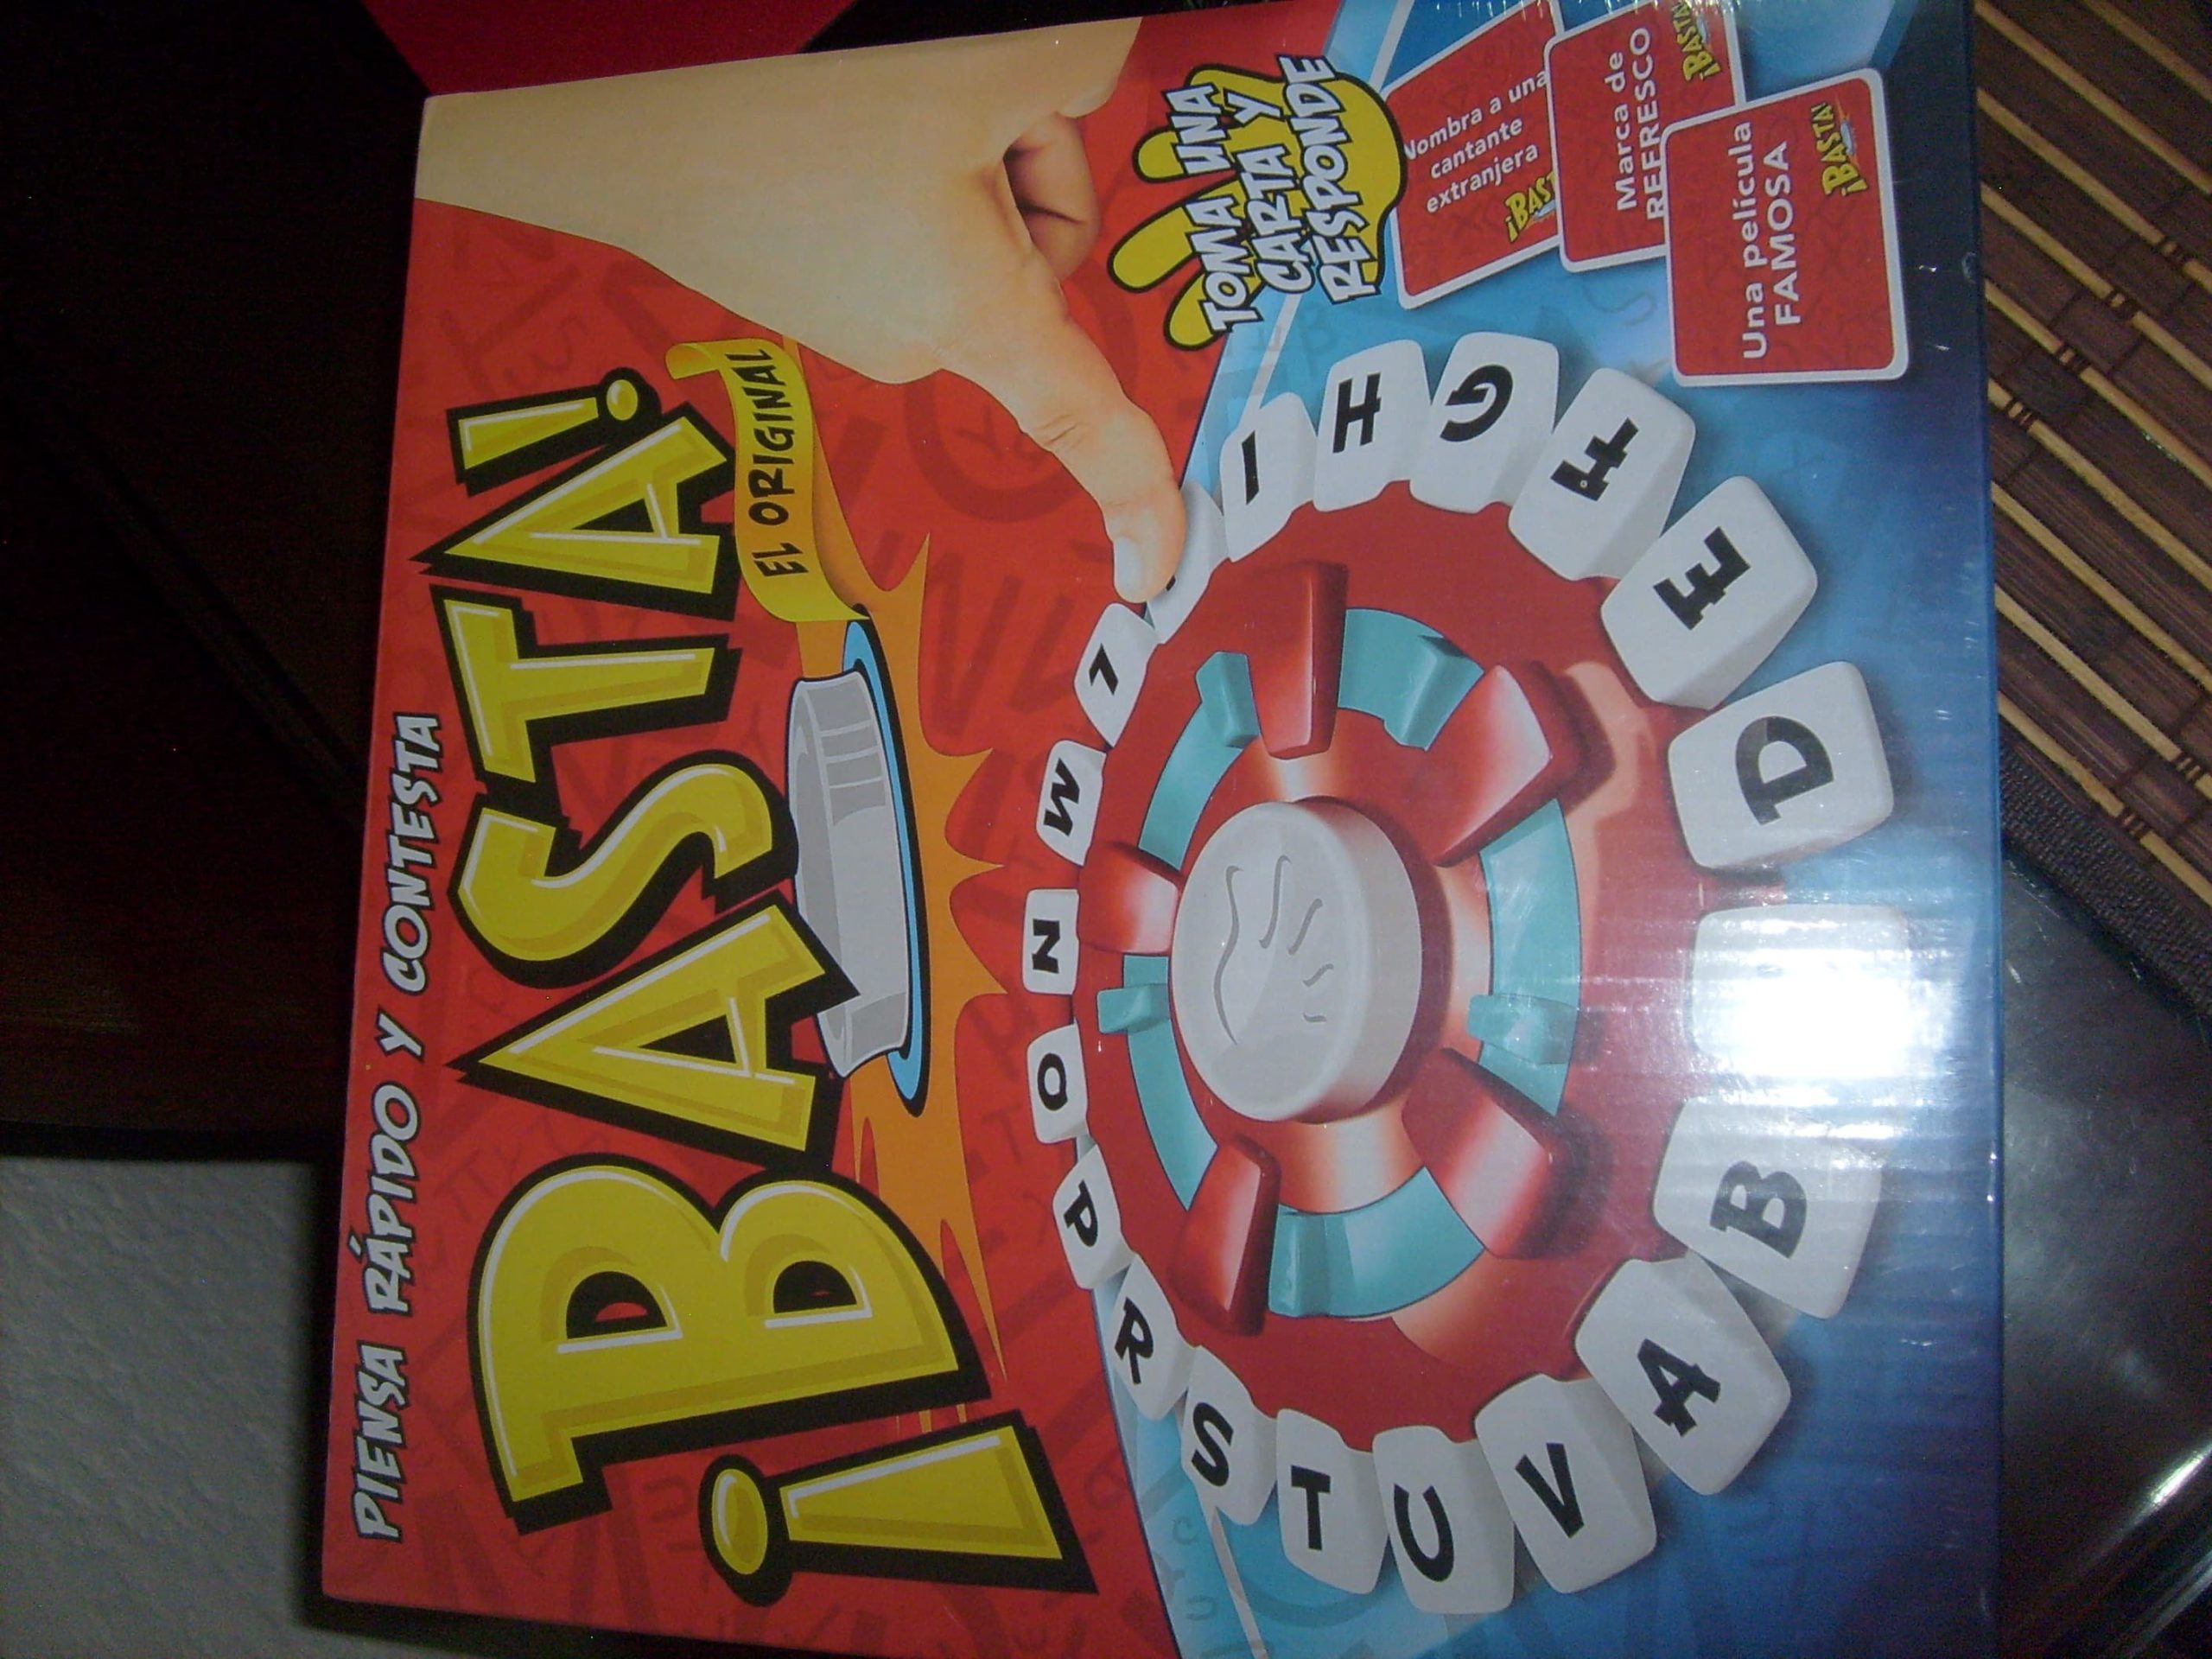 PIENSA RÁPIDO Y CONTESTA
¡BASTA!
EL ORIGINAL
TOMA UNA
CARTA Y
RESPONDE
Nombra a una
cantante
extranjera
¡BASTA!
Marca de
REFRESCO
¡BASTA!
Una película
FAMOSA
¡BASTA!
A
B
D
E
F
G
H
I
L
M
N
O
P
R
S
T
U
V